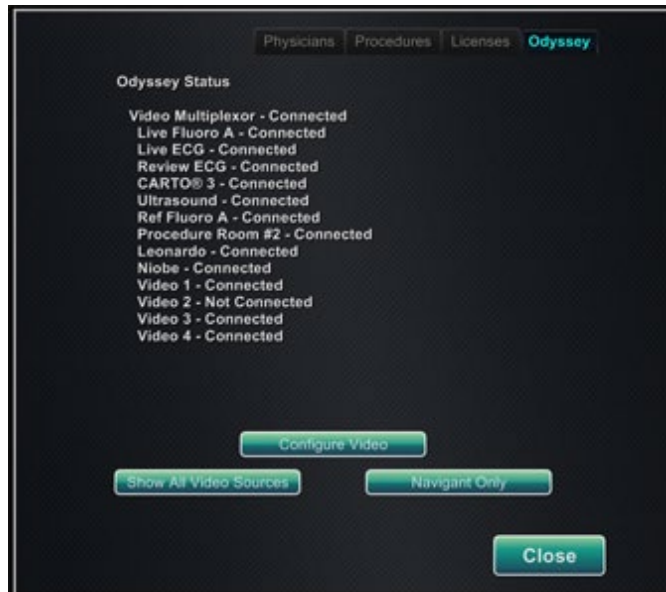 Physicians Procedures Licenses Odyssey
Odyssey Status
Video Multiplexor - Connected
Live Fluoro A - Connected
Live ECG - Connected
Review ECG - Connected
CARTO® 3 - Connected
Ultrasound - Connected
Ref Fluoro A - Connected
Procedure Room #2 - Connected
Leonardo - Connected
Niobe - Connected
Video 1 - Connected
Video 2 - Not Connected
Video 3 - Connected
Video 4 - Connected
Configure Video
Show All Video Sources Navigant Only
Close